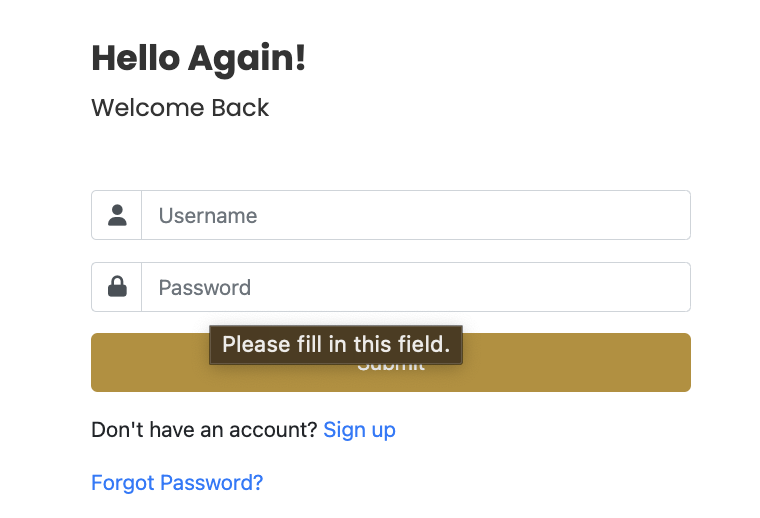 Hello Again!
Welcome Back
Username
Password
Please fill in this field.
Submit
Don't have an account? Sign up
Forgot Password?